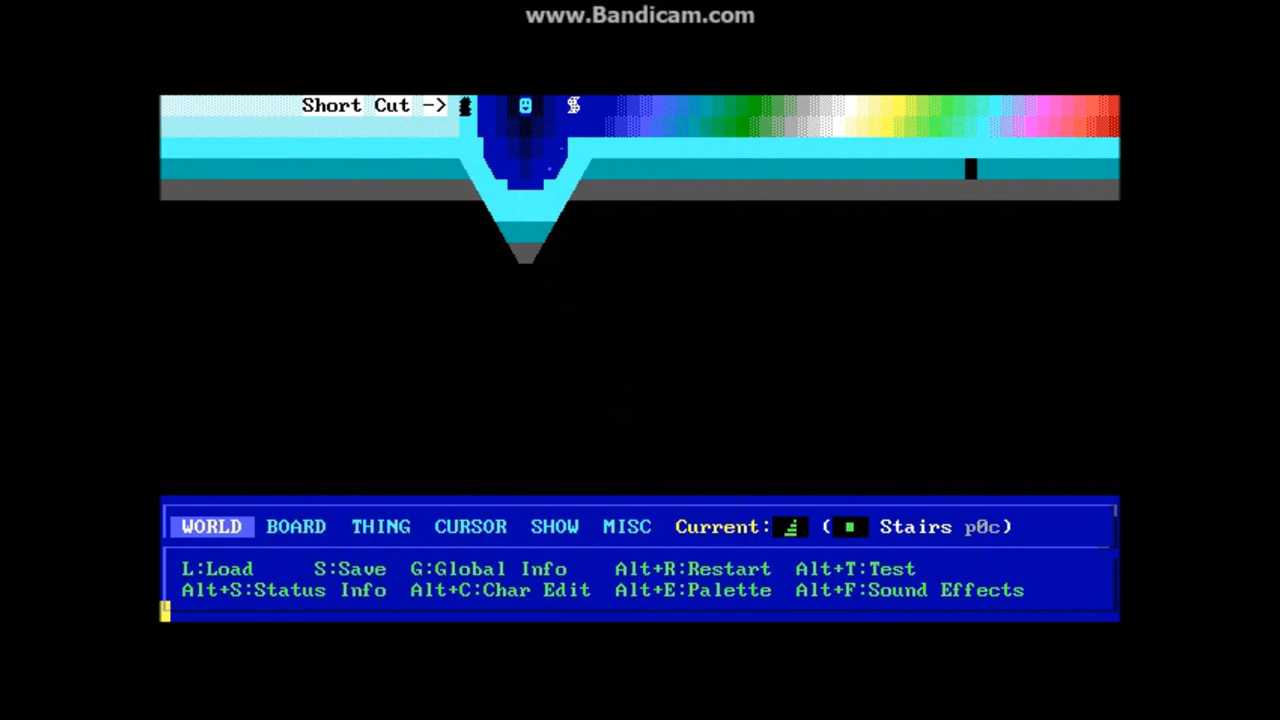 www.Bandicam.com
Short Cut ->
WORLD BOARD THING CURSOR SHOW MISC Current: ( Stairs p0c)
L:Load S:Save G:Global Info Alt+R:Restart Alt+T:Test
Alt+S:Status Info Alt+C:Char Edit Alt+E:Palette Alt+F:Sound Effects